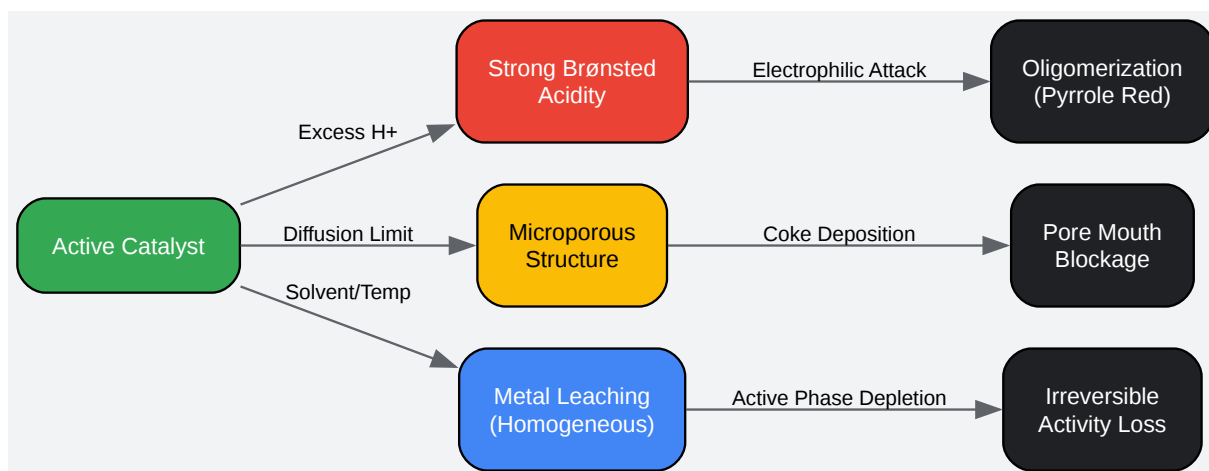 Strong Brønsted
Acidity
Electrophilic Attack
Oligomerization
(Pyrrole Red)
Excess H+
Active Catalyst
Diffusion Limit
Microporous
Structure
Coke Deposition
Pore Mouth
Blockage
Solvent/Temp
Metal Leaching
(Homogeneous)
Active Phase Depletion
Irreversible
Activity Loss